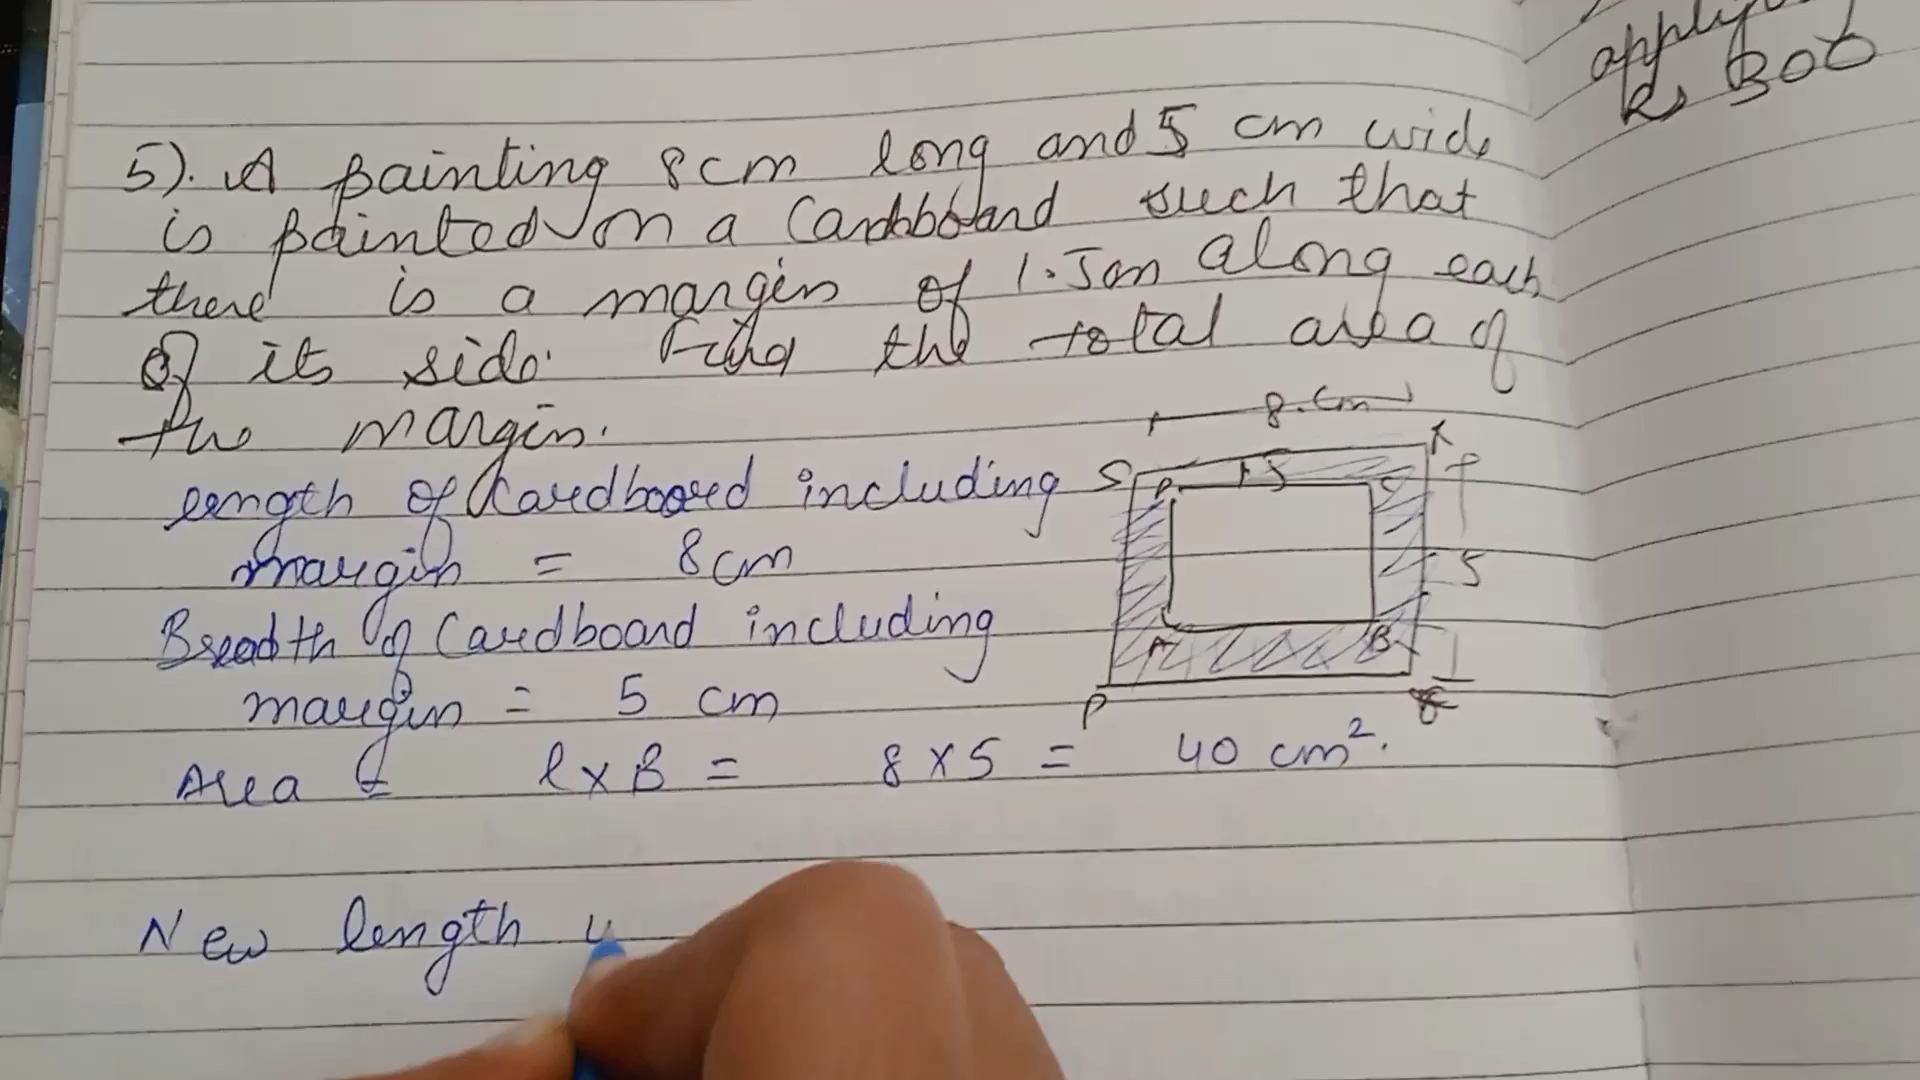 apply
Rs 300
5). A painting 8cm long and 5 cm wide
is painted on a Cardboard such that
there is a margin of 1.5cm along each
of its side. Find the total area of
the margin.
8.cm
length of Cardboard including
margin = 8cm
Breadth of Cardboard including
margin = 5 cm
Area = l x B = 8 x 5 = 40 cm².
S
1.5
C
5
A
B
P
New length